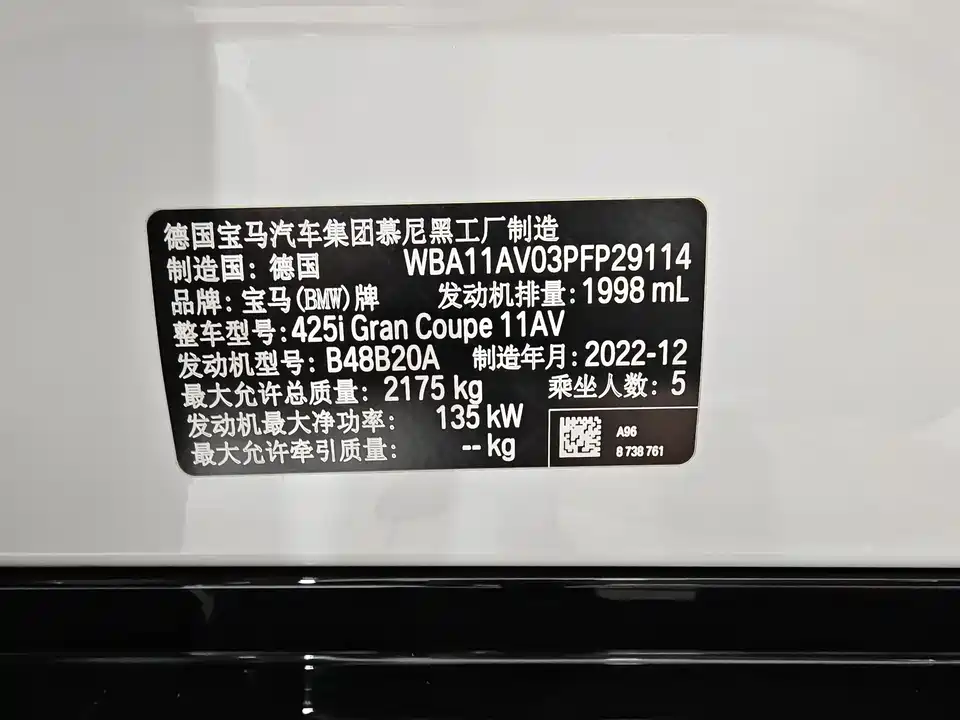 德国宝马汽车集团慕尼黑工厂制造
制造国：德国 WBA11AV03PFP29114
品牌：宝马(BMW)牌 发动机排量：1998 mL
整车型号：425i Gran Coupe 11AV
发动机型号：B48B20A 制造年月：2022-12
最大允许总质量：2175 kg 乘坐人数：5
发动机最大净功率：135 kW
最大允许牵引质量：-- kg
A96
8 738 761